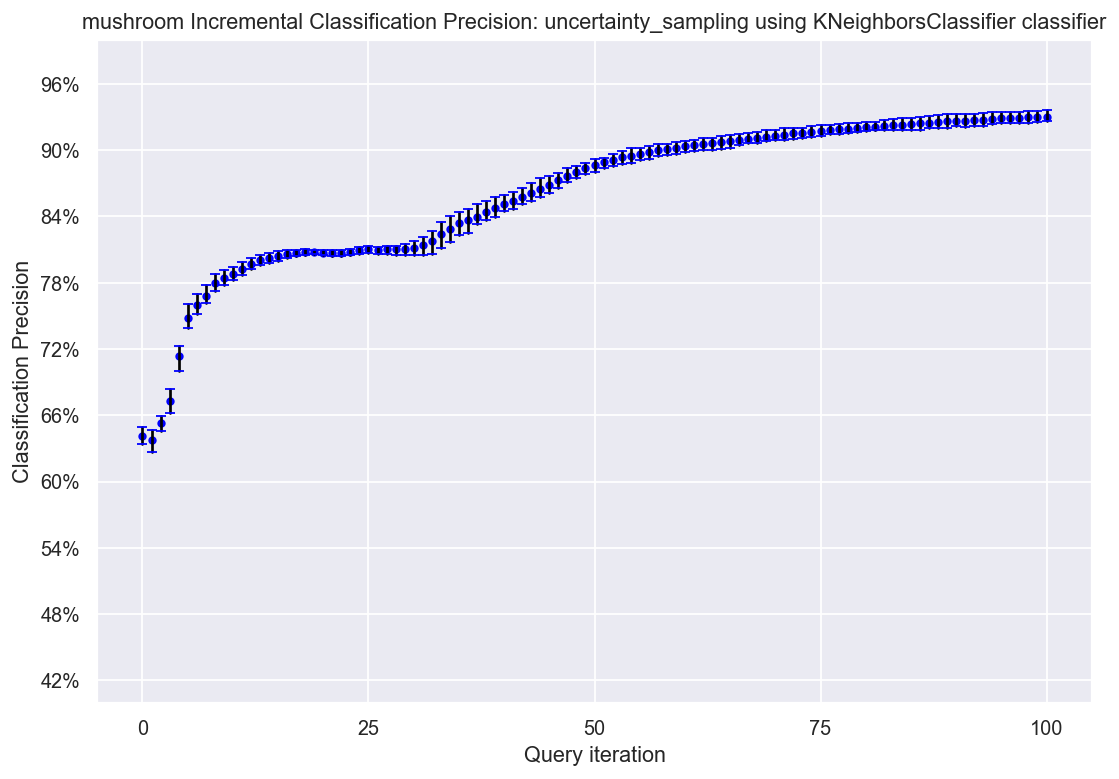 mushroom Incremental Classification Precision: uncertainty_sampling using KNeighborsClassifier classifier
96%
90%
84%
78%
72%
66%
60%
54%
48%
42%
Classification Precision
0 25 50 75 100
Query iteration